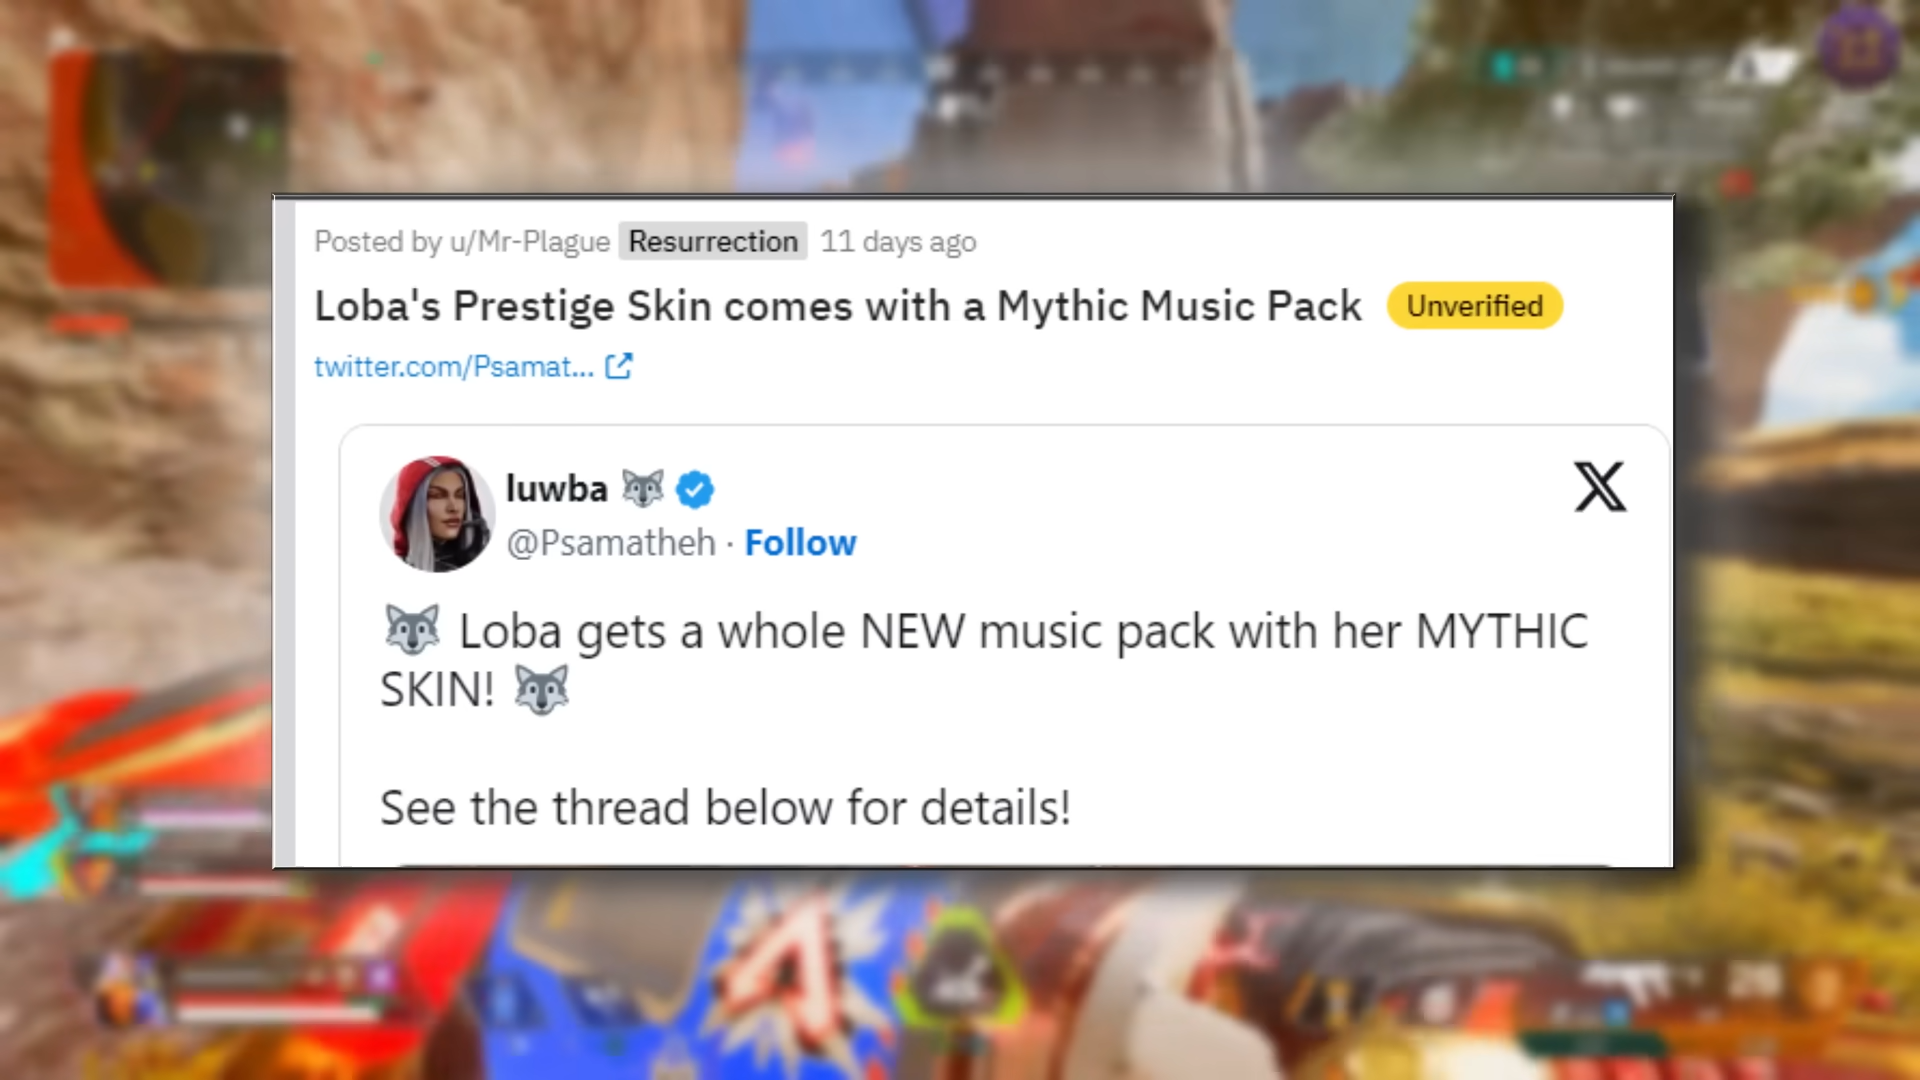 Posted by u/Mr-Plague Resurrection 11 days ago
Loba's Prestige Skin comes with a Mythic Music Pack Unverified
twitter.com/Psamat...
luwba
@Psamatheh · Follow
🐺 Loba gets a whole NEW music pack with her MYTHIC
SKIN! 🐺
See the thread below for details!